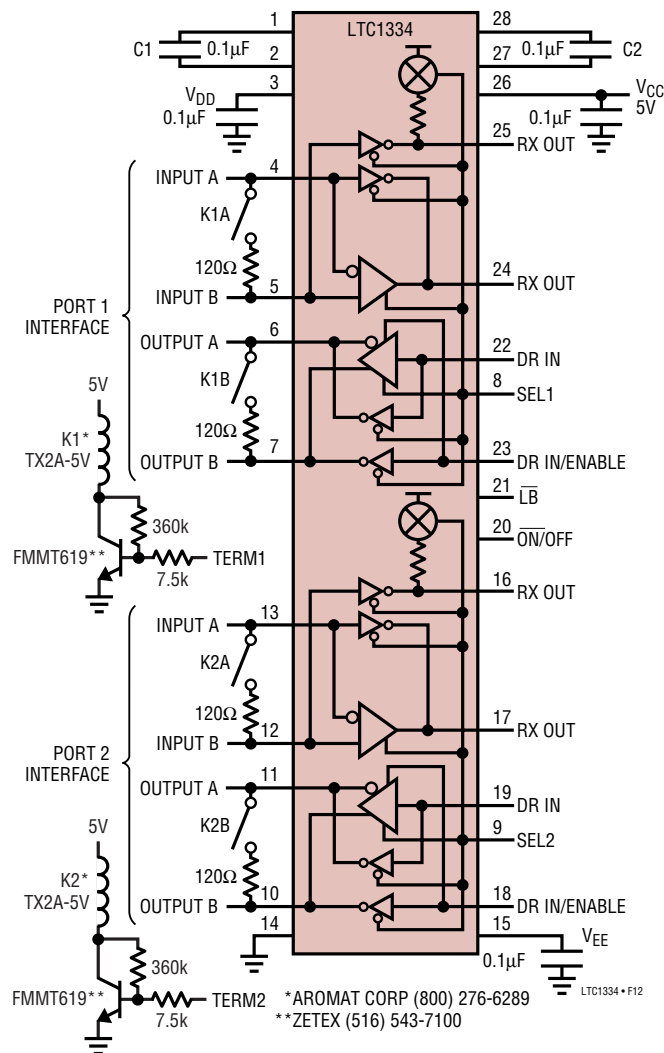 1
28
LTC1334
C1
0.1µF
0.1µF
C2
2
27
3
26
VDD
VCC
0.1µF
0.1µF
5V
25
RX OUT
INPUT A
4
K1A
120Ω
24
RX OUT
5
INPUT B
PORT 1
INTERFACE
OUTPUT A
6
22
DR IN
K1B
8
SEL1
5V
120Ω
7
23
OUTPUT B
DR IN/ENABLE
K1*
TX2A-5V
21
L̅B̅
360k
20
O̅N̅/OFF
FMMT619**
TERM1
7.5k
16
RX OUT
13
INPUT A
K2A
120Ω
17
RX OUT
12
INPUT B
PORT 2
INTERFACE
11
OUTPUT A
19
DR IN
K2B
9
SEL2
5V
120Ω
K2*
TX2A-5V
10
18
OUTPUT B
DR IN/ENABLE
14
15
VEE
360k
0.1µF
FMMT619**
TERM2
7.5k
*AROMAT CORP (800) 276-6289
**ZETEX (516) 543-7100
LTC1334 • F12